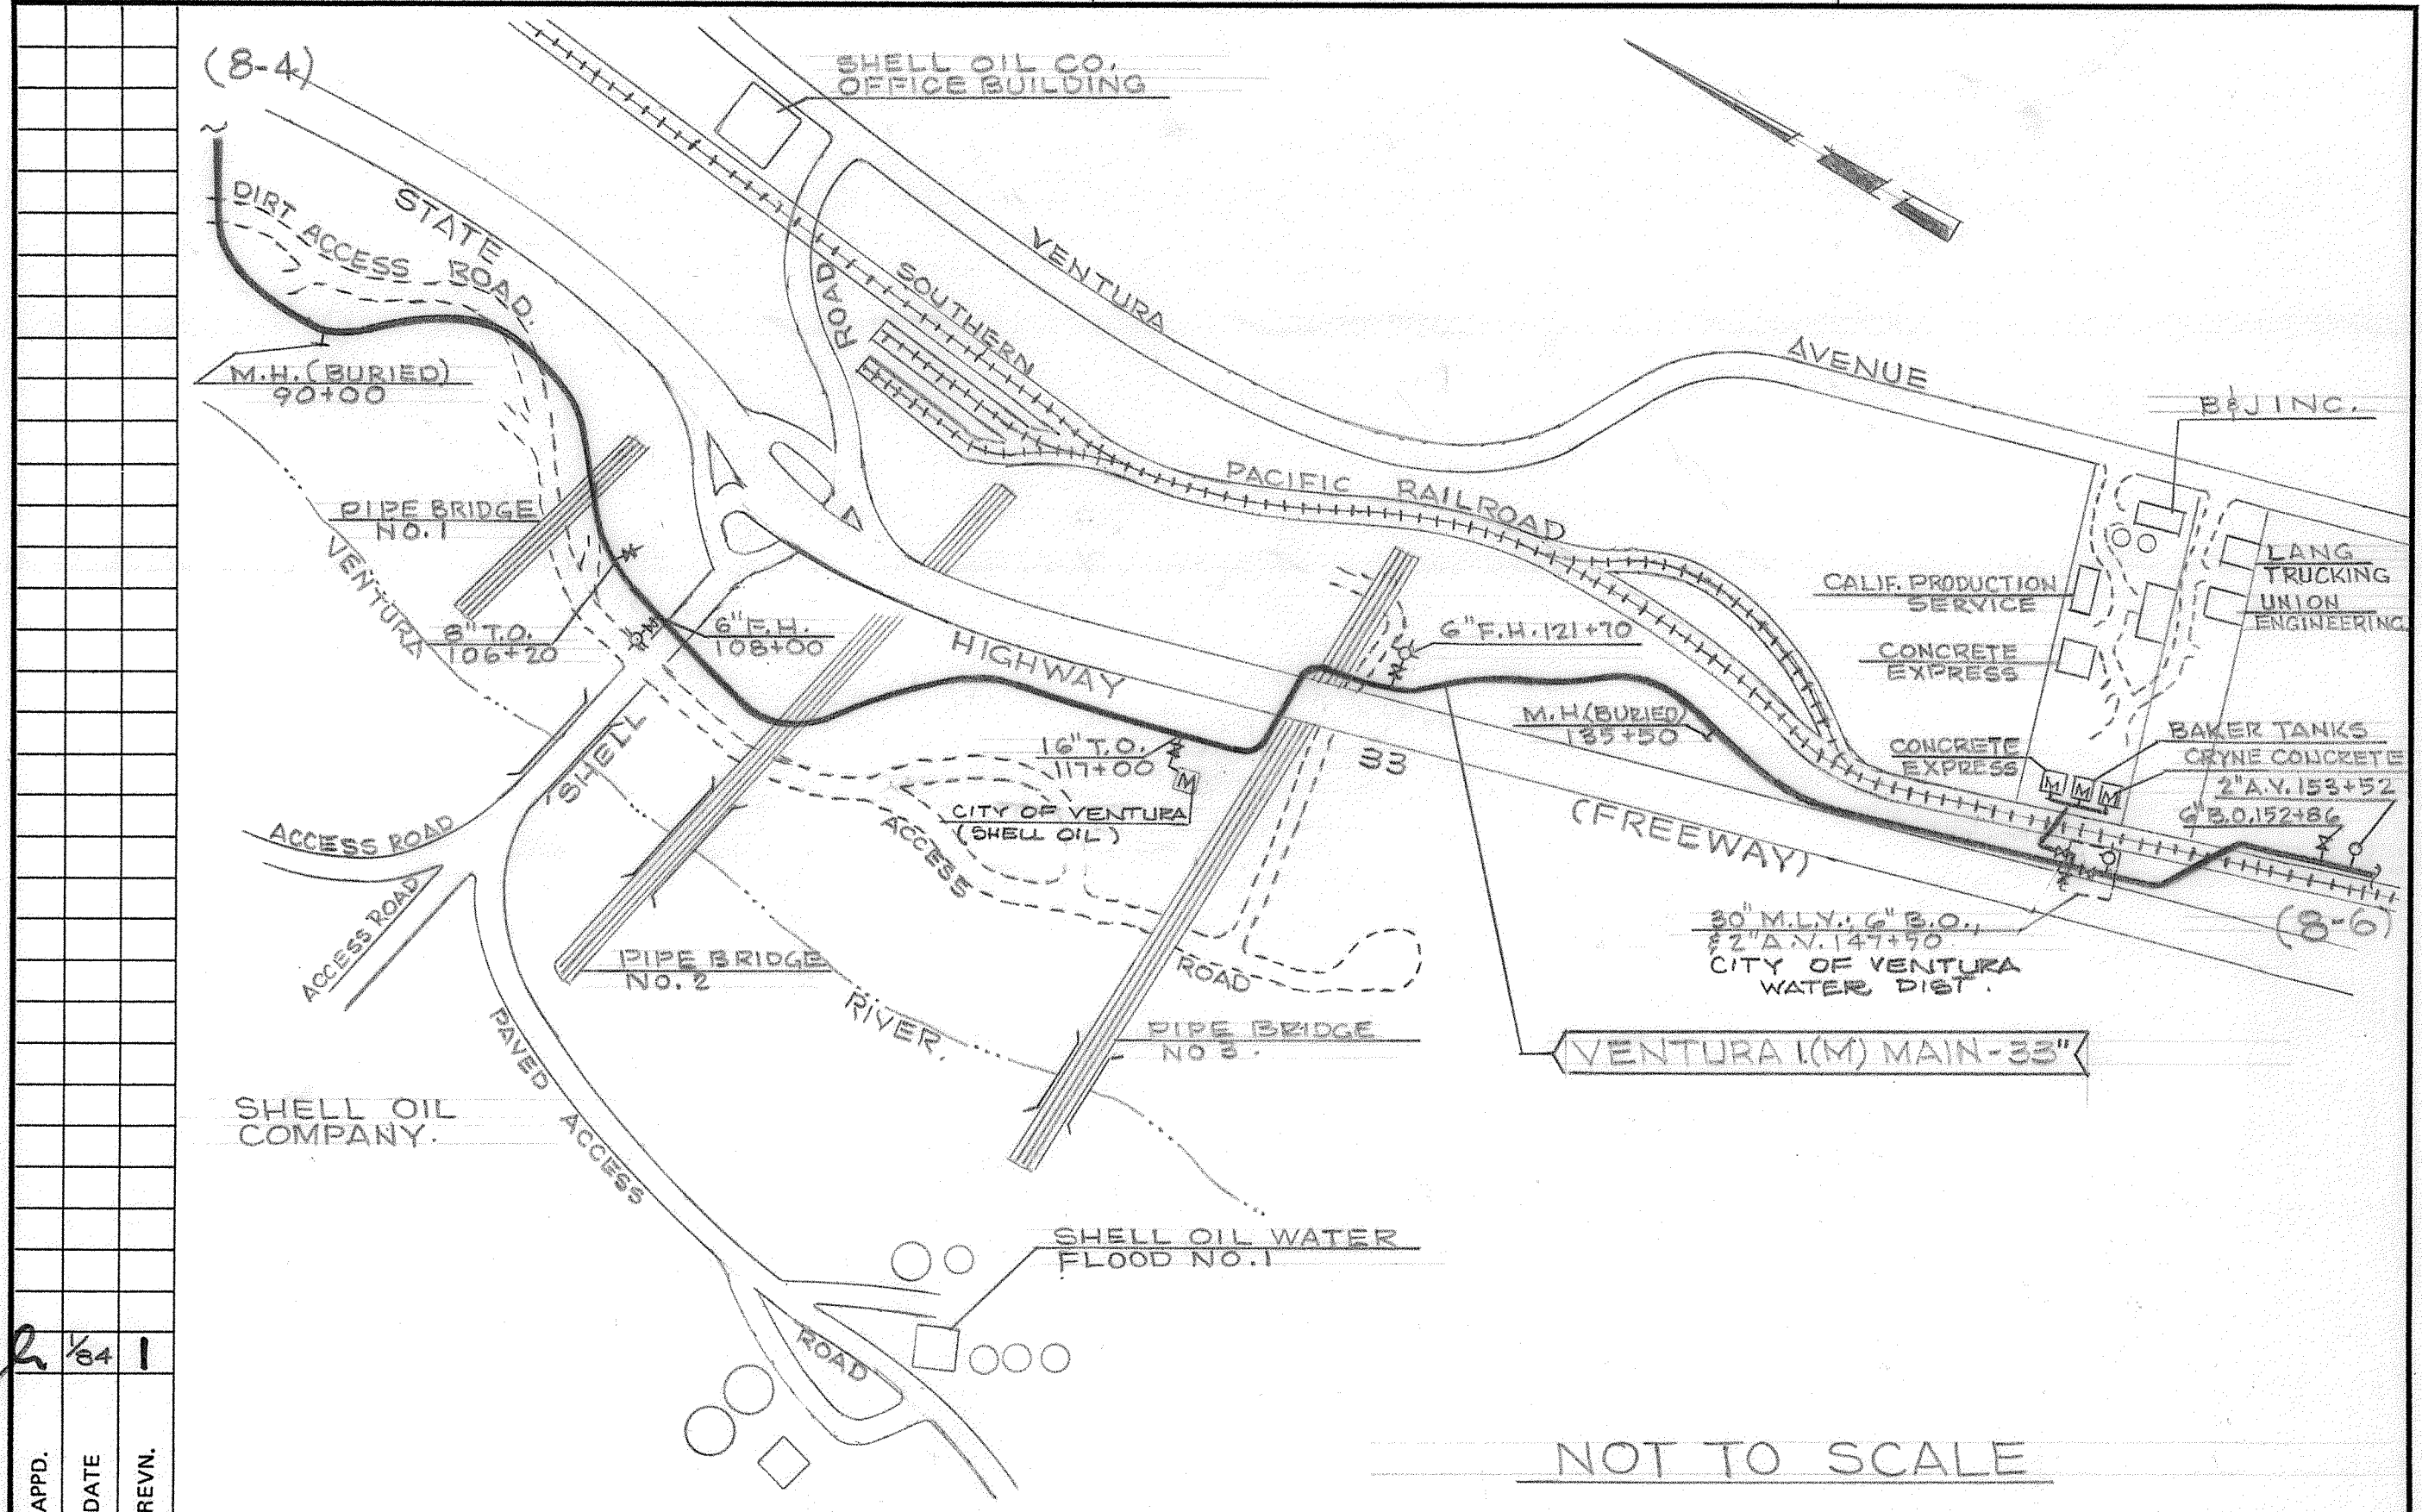 (8-4)
SHELL OIL CO.
OFFICE BUILDING
DIRT ACCESS ROAD.
STATE
ROAD
SOUTHERN
VENTURA
AVENUE
M.H. (BURIED)
90+00
B&J INC.
PACIFIC RAILROAD
PIPE BRIDGE
NO. 1
VENTURA
LANG
TRUCKING
CALIF. PRODUCTION
SERVICE
UNION
ENGINEERING.
8" T.O.
106+20
6" F.H.
108+00
HIGHWAY
6" F.H. 121+70
CONCRETE
EXPRESS
M.H. (BURIED)
135+50
SHELL
16" T.O.
117+00
33
BAKER TANKS
CONCRETE
EXPRESS
CRYNE CONCRETE
2" A.V. 153+52
M
M
M
M
M
6" B.O. 152+86
CITY OF VENTURA
(SHELL OIL)
(FREEWAY)
ACCESS ROAD
ACCESS
ACCESS ROAD
30" M.L.V.; 6" B.O.,
& 2" A.V. 147+70
CITY OF VENTURA
WATER DIST.
(8-6)
PIPE BRIDGE
NO. 2
ROAD
RIVER.
PIPE BRIDGE
NO 3.
VENTURA 1.(M) MAIN-33"
PAVED ACCESS
SHELL OIL
COMPANY.
SHELL OIL WATER
FLOOD NO. 1
ROAD
1/84
1
NOT TO SCALE
APPD.
DATE
REVN.